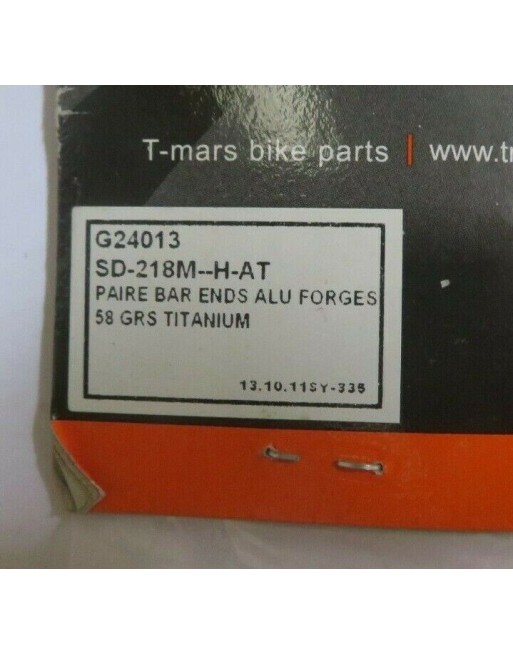 T-mars bike parts | www.tr
G24013
SD-218M--H-AT
PAIRE BAR ENDS ALU FORGES
58 GRS TITANIUM
13.10.11SY-335